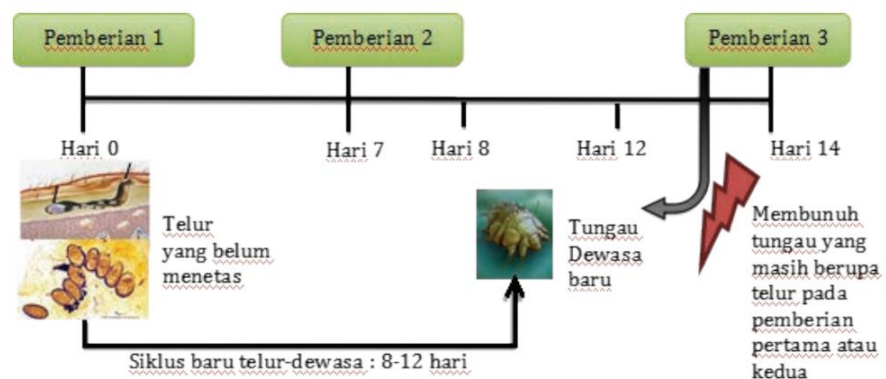 Pemberian 1
Pemberian 2
Pemberian 3
Hari 0
Hari 7
Hari 8
Hari 12
Hari 14
Telur
yang belum
menetas
Tungau
Dewasa
baru
Membunuh
tungau yang
masih berupa
telur pada
pemberian
pertama atau
kedua
Siklus baru telur-dewasa : 8-12 hari